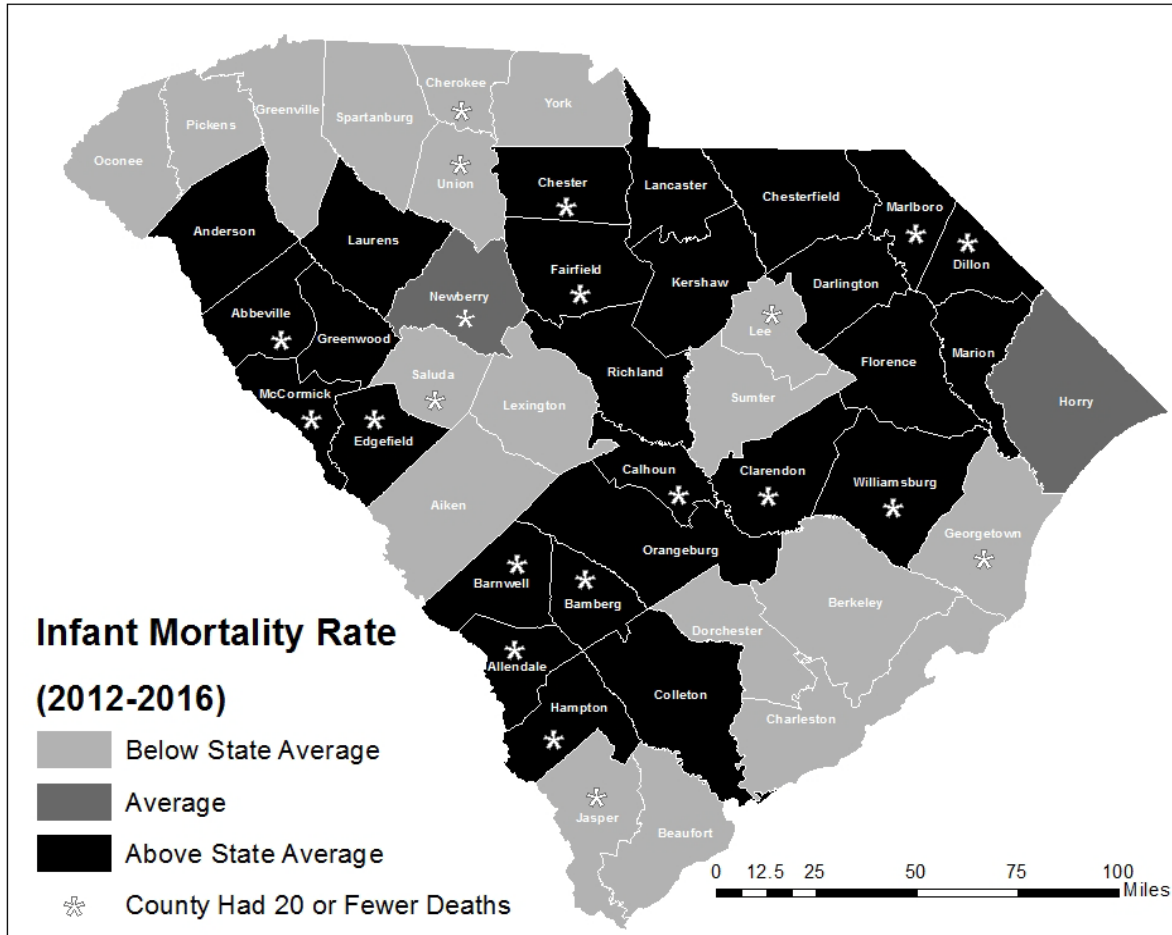 Cherokee
York
Greenville
Spartanburg
Pickens
Oconee
Union
Chester
Lancaster
Chesterfield
Marlboro
Anderson
Laurens
Dillon
Fairfield
Kershaw
Darlington
Newberry
Abbeville
Greenwood
Lee
Florence
Marion
Richland
Saluda
McCormick
Lexington
Sumter
Horry
Edgefield
Calhoun
Clarendon
Williamsburg
Aiken
Georgetown
Orangeburg
Barnwell
Bamberg
Berkeley
Dorchester
Allendale
Colleton
Hampton
Charleston
Jasper
Beaufort
Infant Mortality Rate
(2012-2016)
Below State Average
Average
Above State Average
County Had 20 or Fewer Deaths
0 12.5 25 50 75 100
Miles